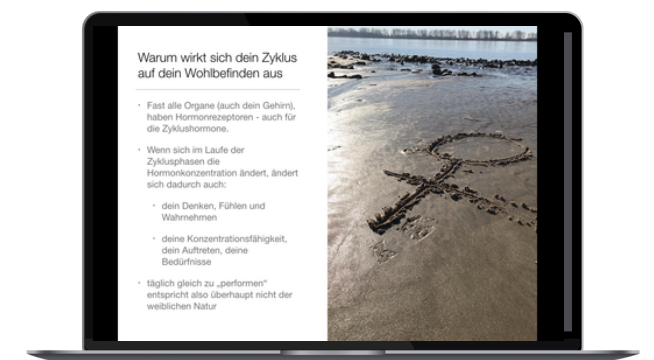 Warum wirkt sich dein Zyklus
auf dein Wohlbefinden aus
• Fast alle Organe (auch dein Gehirn),
haben Hormonrezeptoren - auch für
die Zyklushormone.
• Wenn sich im Laufe der
Zyklusphasen die
Hormonkonzentration ändert, ändert
sich dadurch auch:
• dein Denken, Fühlen und
Wahrnehmen
• deine Konzentrationsfähigkeit,
dein Auftreten, deine
Bedürfnisse
• täglich gleich zu „performen“
entspricht also überhaupt nicht der
weiblichen Natur